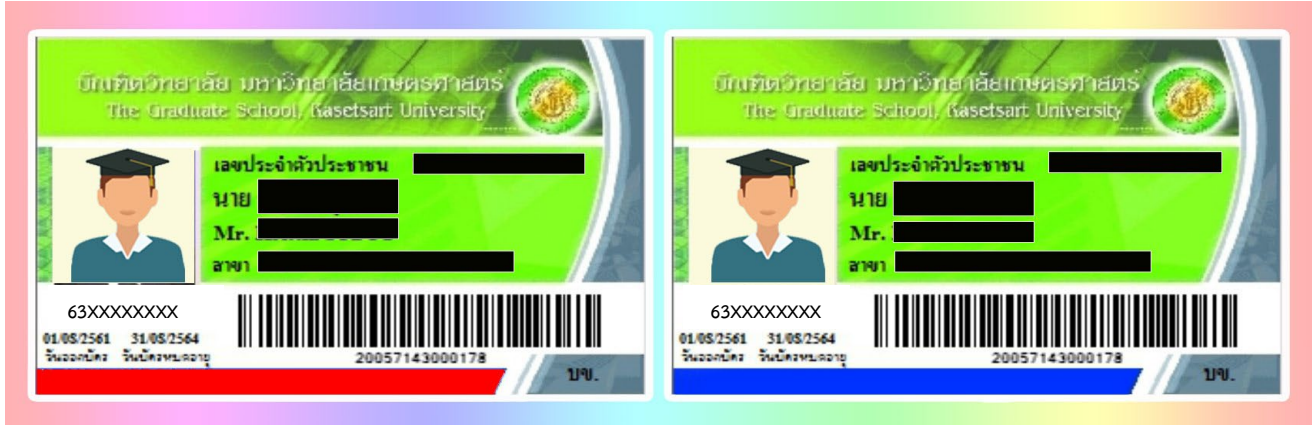 บัณฑิตวิทยาลัย มหาวิทยาลัยเกษตรศาสตร์
The Graduate School, Kasetsart University
เลขประจำตัวประชาชน
นาย
Mr.
สาขา
63XXXXXXXX
01/08/2561 31/08/2564
วันออกบัตร วันบัตรหมดอายุ
20057143000178
บข.
บัณฑิตวิทยาลัย มหาวิทยาลัยเกษตรศาสตร์
The Graduate School, Kasetsart University
เลขประจำตัวประชาชน
นาย
Mr.
สาขา
63XXXXXXXX
01/08/2561 31/08/2564
วันออกบัตร วันบัตรหมดอายุ
20057143000178
บข.